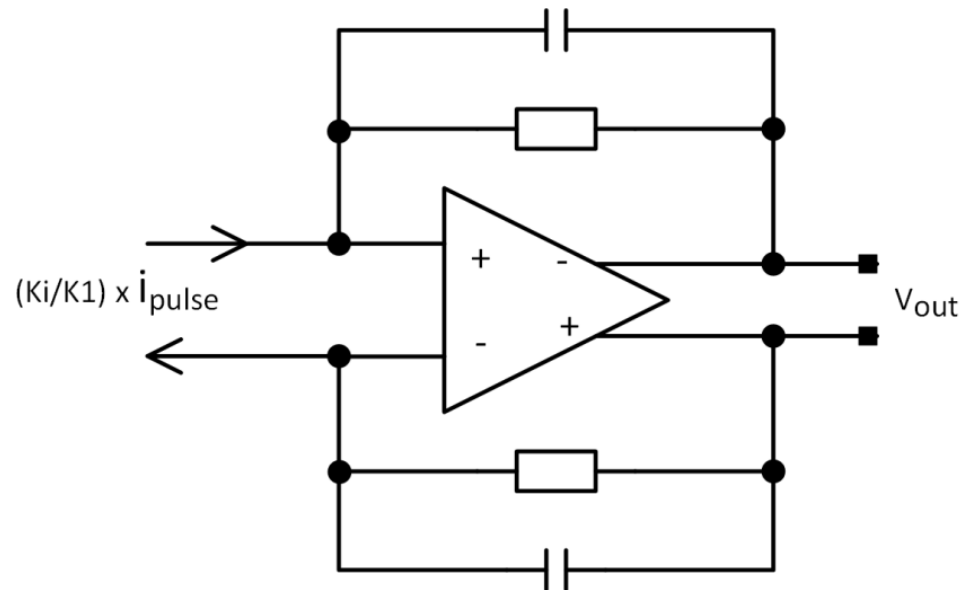 + -
(Ki/K1) x ipulse
Vout
+
-